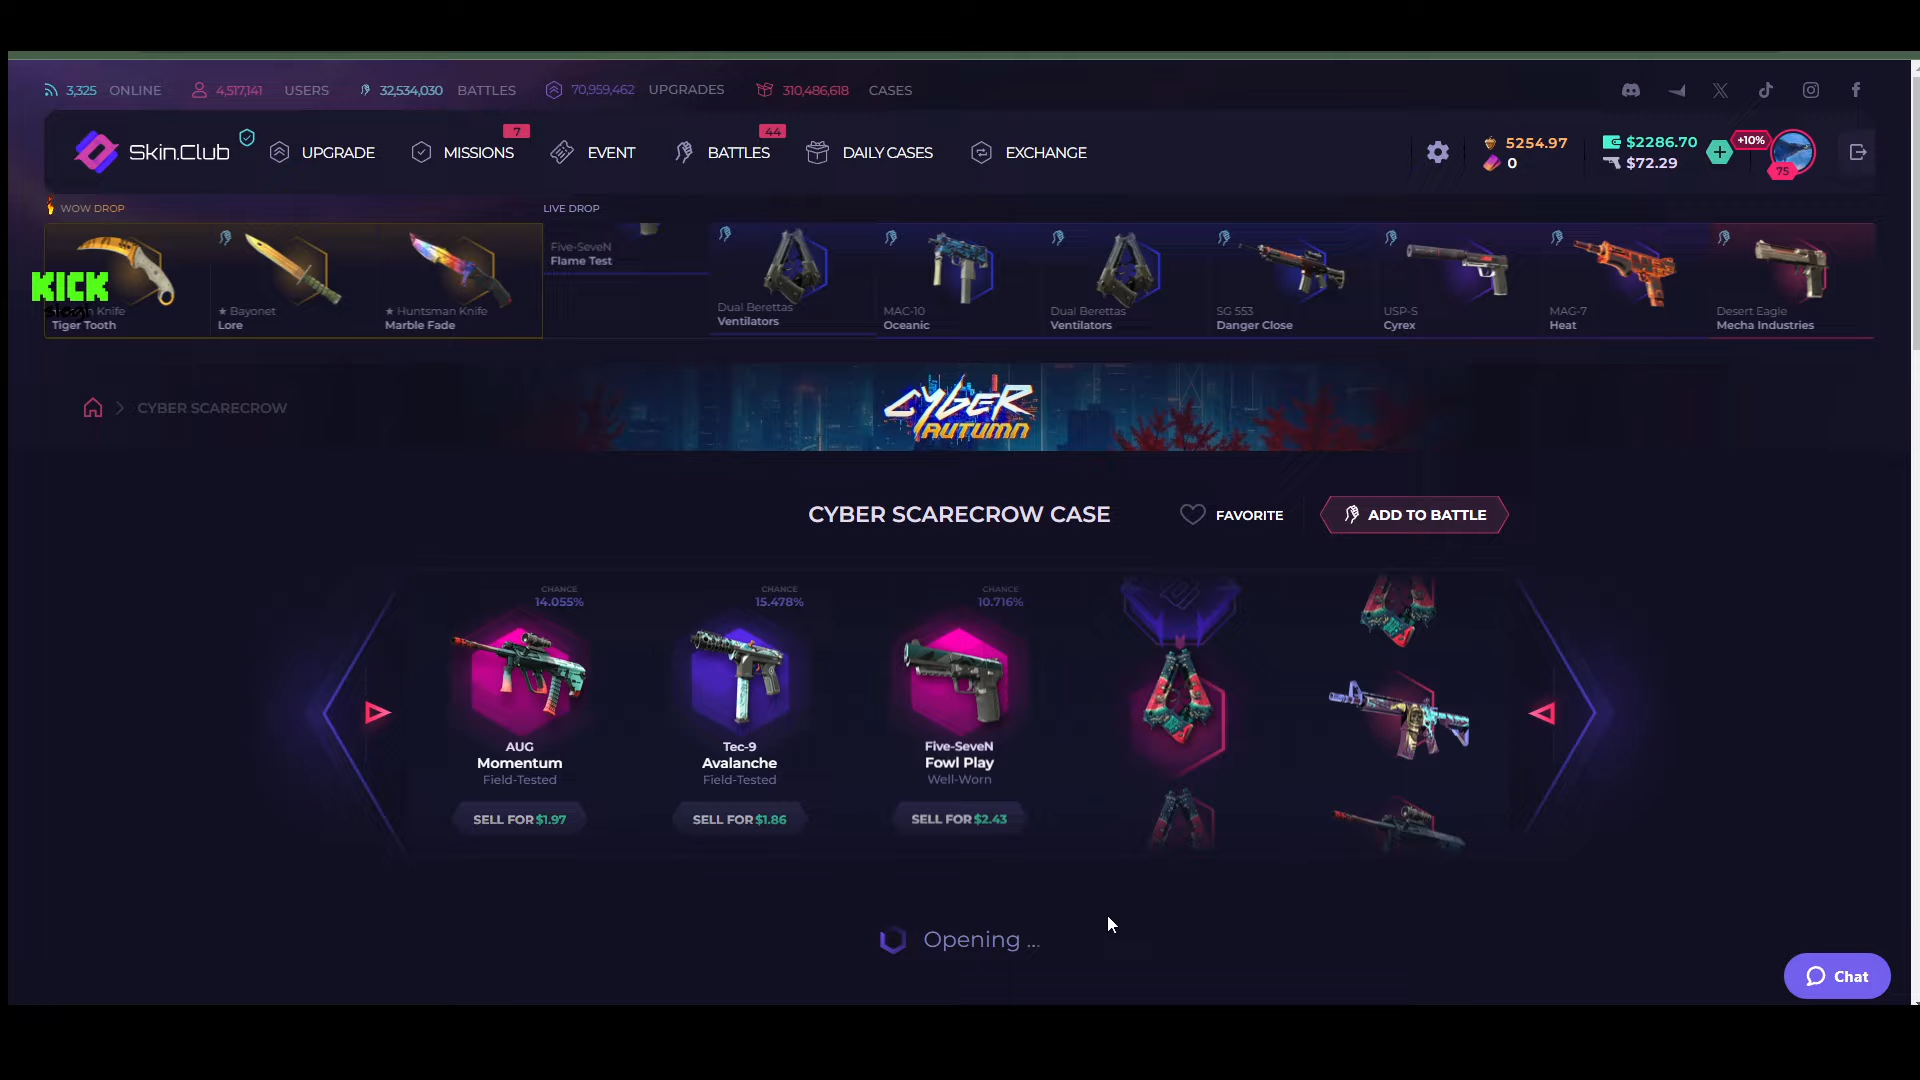 3,325 ONLINE 4,517,141 USERS 32,534,030 BATTLES 70,959,462 UPGRADES 310,486,618 CASES
Skin.Club UPGRADE 7 MISSIONS EVENT 44 BATTLES DAILY CASES EXCHANGE 5254.97 $2286.70 +10%
0 $72.29 75
WOW DROP LIVE DROP
KICK
Knife
Tiger Tooth
★ Bayonet
Lore
★ Huntsman Knife
Marble Fade
Five-SeveN
Flame Test
Dual Berettas
Ventilators
MAC-10
Oceanic
Dual Berettas
Ventilators
SG 553
Danger Close
USP-S
Cyrex
MAG-7
Heat
Desert Eagle
Mecha Industries
CYBER SCARECROW
CYBER
AUTUMN
CYBER SCARECROW CASE FAVORITE ADD TO BATTLE
CHANCE
14.055%
AUG
Momentum
Field-Tested
SELL FOR $1.97
CHANCE
15.478%
Tec-9
Avalanche
Field-Tested
SELL FOR $1.86
CHANCE
10.716%
Five-SeveN
Fowl Play
Well-Worn
SELL FOR $2.43
Opening ...
Chat